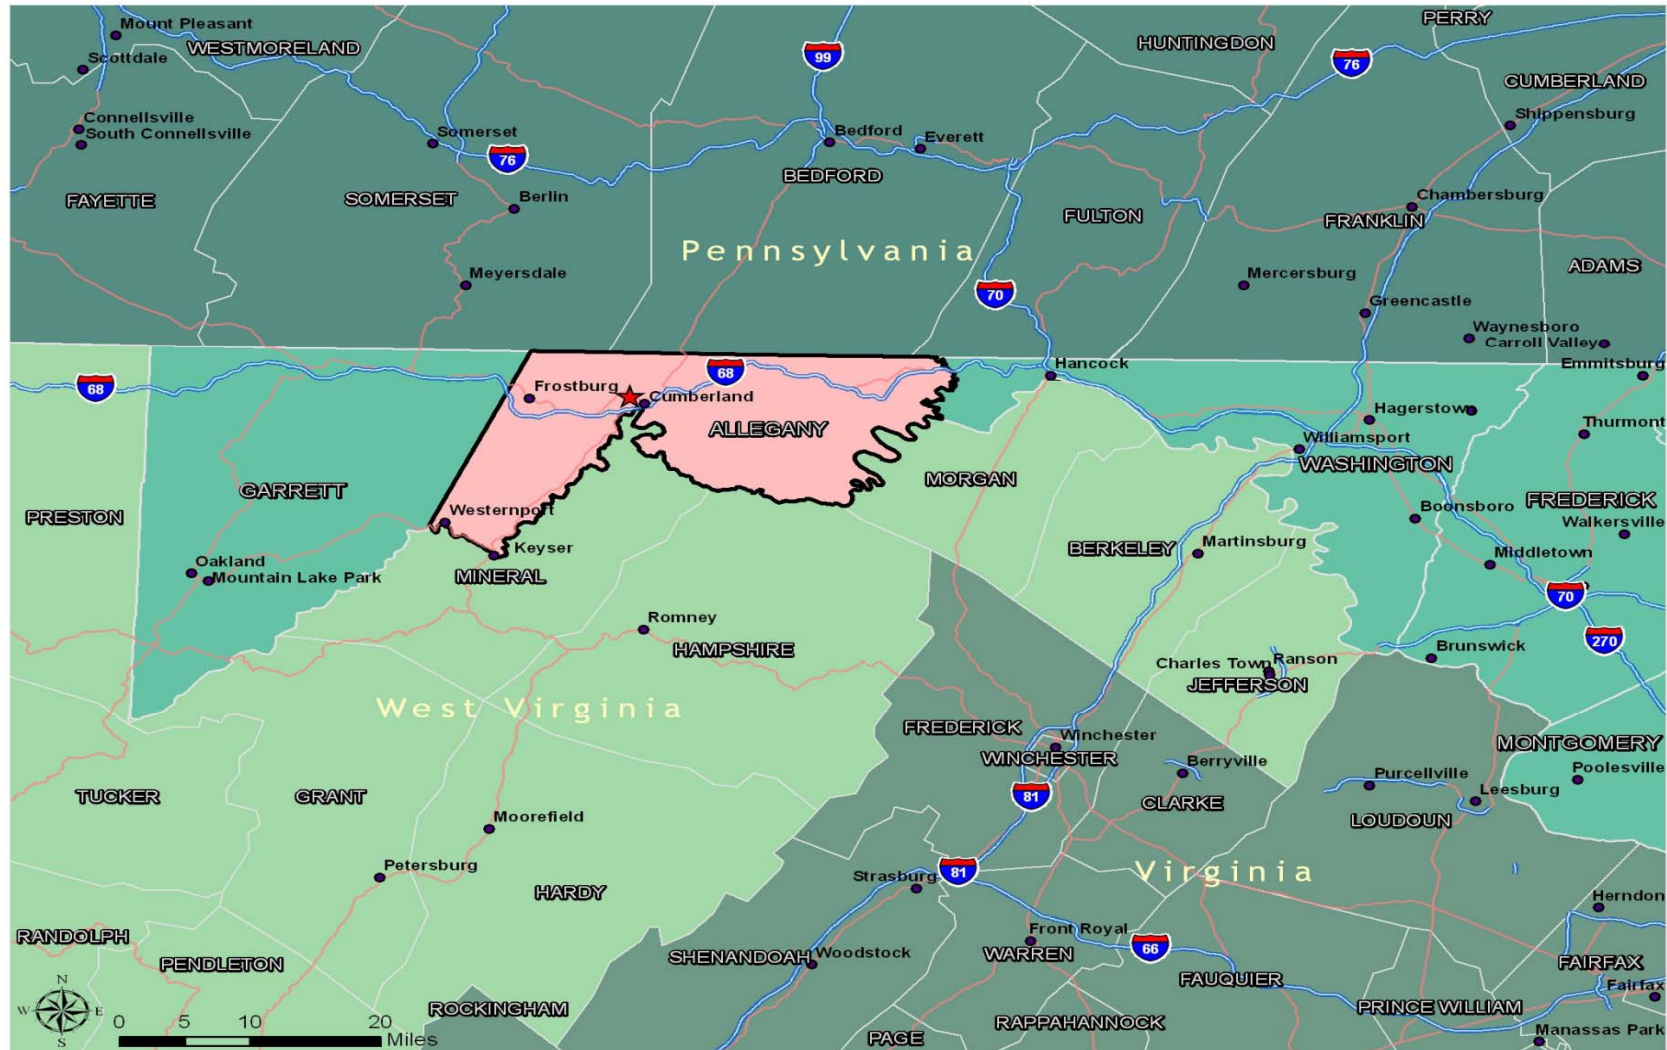 Mount Pleasant
PERRY
WESTMORELAND
HUNTINGDON
99
76
Scottdale
CUMBERLAND
Shippensburg
Connellsville
South Connellsville
Somerset
76
Bedford
Everett
BEDFORD
FAYETTE
SOMERSET
Berlin
FULTON
Chambersburg
FRANKLIN
Pennsylvania
ADAMS
Meyersdale
Mercersburg
70
Greencastle
Waynesboro
Carroll Valley
Hancock
Emmitsburg
68
68
Frostburg
Cumberland
Hagerstown
ALLEGANY
Thurmont
Williamsport
WASHINGTON
GARRETT
MORGAN
FREDERICK
PRESTON
Westernport
Boonsboro
Walkersville
Keyser
BERKELEY
Martinsburg
Middletown
Oakland
Mountain Lake Park
MINERAL
70
Romney
270
HAMPSHIRE
Brunswick
Charles Town
Ranson
JEFFERSON
West Virginia
FREDERICK
Winchester
WINCHESTER
MONTGOMERY
Berryville
Purcellville
Poolesville
TUCKER
GRANT
81
CLARKE
Leesburg
LOUDOUN
Moorefield
Petersburg
Strasburg
81
Virginia
HARDY
Herndon
RANDOLPH
Front Royal
PENDLETON
SHENANDOAH
Woodstock
WARREN
66
FAIRFAX
FAUQUIER
Fairfax
N
W
E
S
ROCKINGHAM
PRINCE WILLIAM
0 5 10 20
Miles
PAGE
RAPPAHANNOCK
Manassas Park